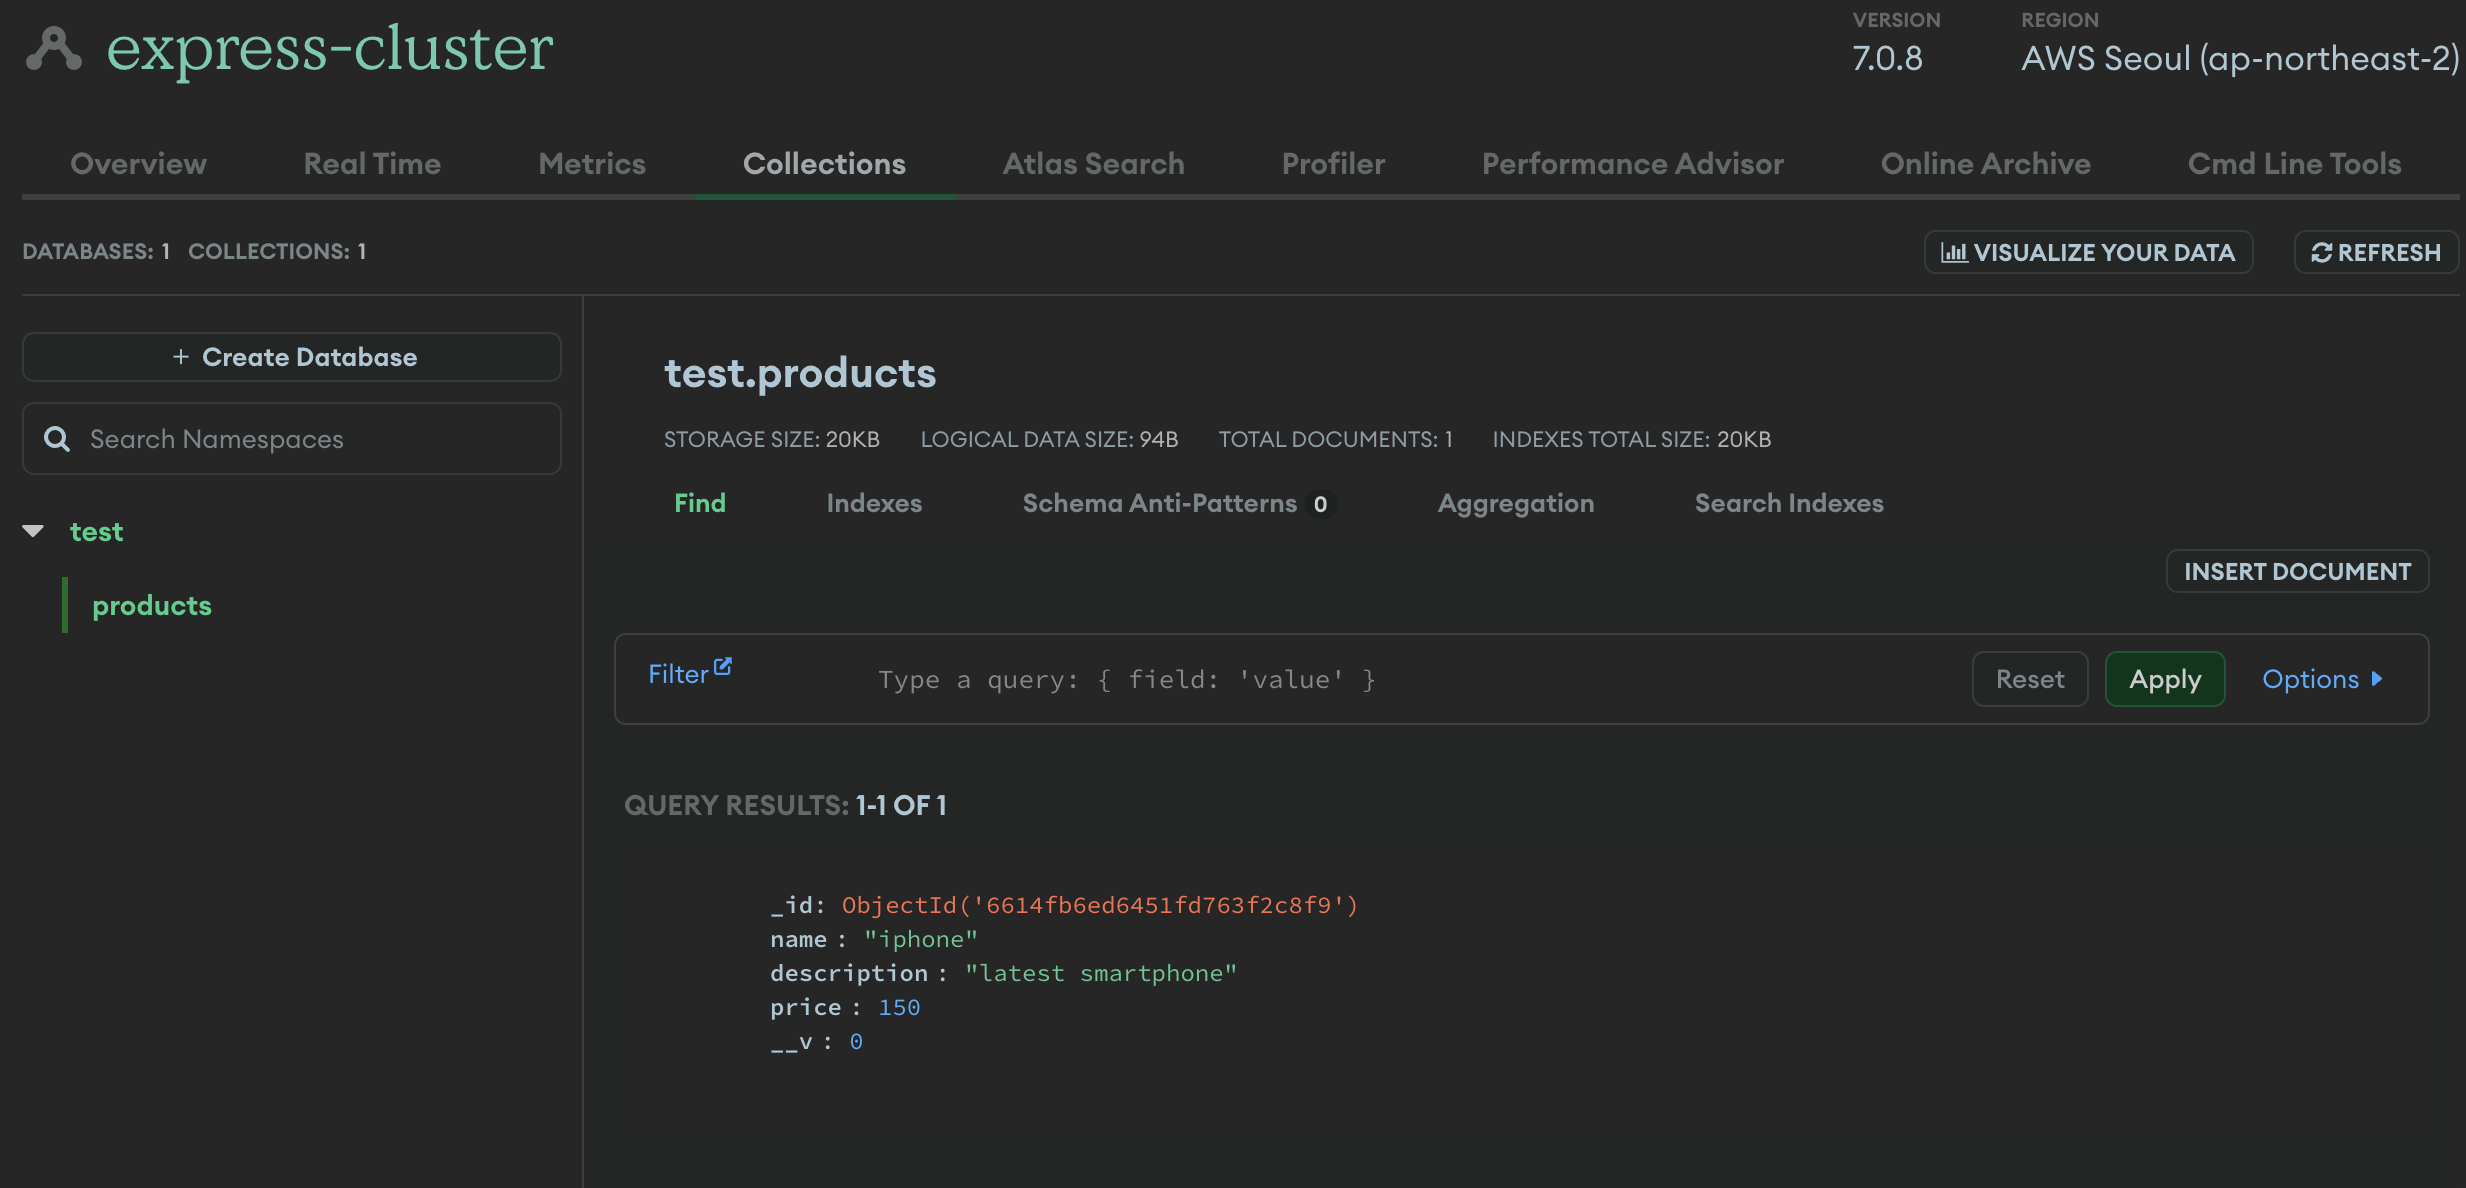 express-cluster
VERSION
7.0.8
REGION
AWS Seoul (ap-northeast-2)
Overview
Real Time
Metrics
Collections
Atlas Search
Profiler
Performance Advisor
Online Archive
Cmd Line Tools
DATABASES: 1 COLLECTIONS: 1
VISUALIZE YOUR DATA
REFRESH
+ Create Database
Search Namespaces
test
products
test.products
STORAGE SIZE: 20KB LOGICAL DATA SIZE: 94B TOTAL DOCUMENTS: 1 INDEXES TOTAL SIZE: 20KB
Find
Indexes
Schema Anti-Patterns 0
Aggregation
Search Indexes
INSERT DOCUMENT
Filter
Type a query: { field: 'value' }
Reset
Apply
Options
QUERY RESULTS: 1-1 OF 1
_id: ObjectId('6614fb6ed6451fd763f2c8f9')
name : "iphone"
description : "latest smartphone"
price : 150
__v : 0